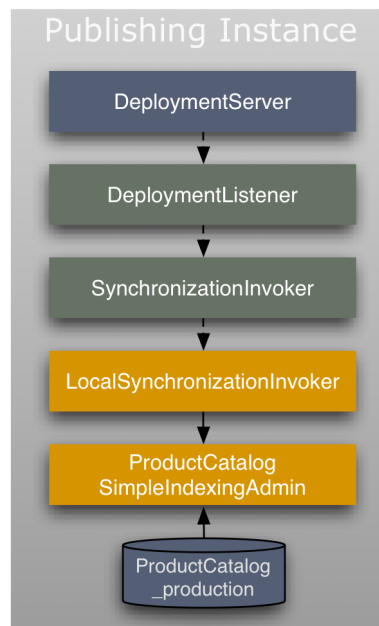 Publishing Instance
DeploymentServer
DeploymentListener
SynchronizationInvoker
LocalSynchronizationInvoker
ProductCatalog
SimpleIndexingAdmin
ProductCatalog
_production